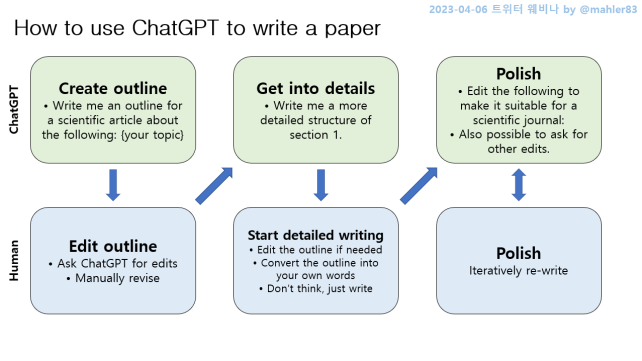 2023-04-06 트위터 웨비나 by @mahler83
How to use ChatGPT to write a paper
ChatGPT
Create outline
• Write me an outline for
a scientific article about
the following: {your topic}
Get into details
• Write me a more
detailed structure of
section 1.
Polish
• Edit the following to
make it suitable for a
scientific journal:
• Also possible to ask for
other edits.
Human
Edit outline
• Ask ChatGPT for edits
• Manually revise
Start detailed writing
• Edit the outline if needed
• Convert the outline into
your own words
• Don't think, just write
Polish
Iteratively re-write